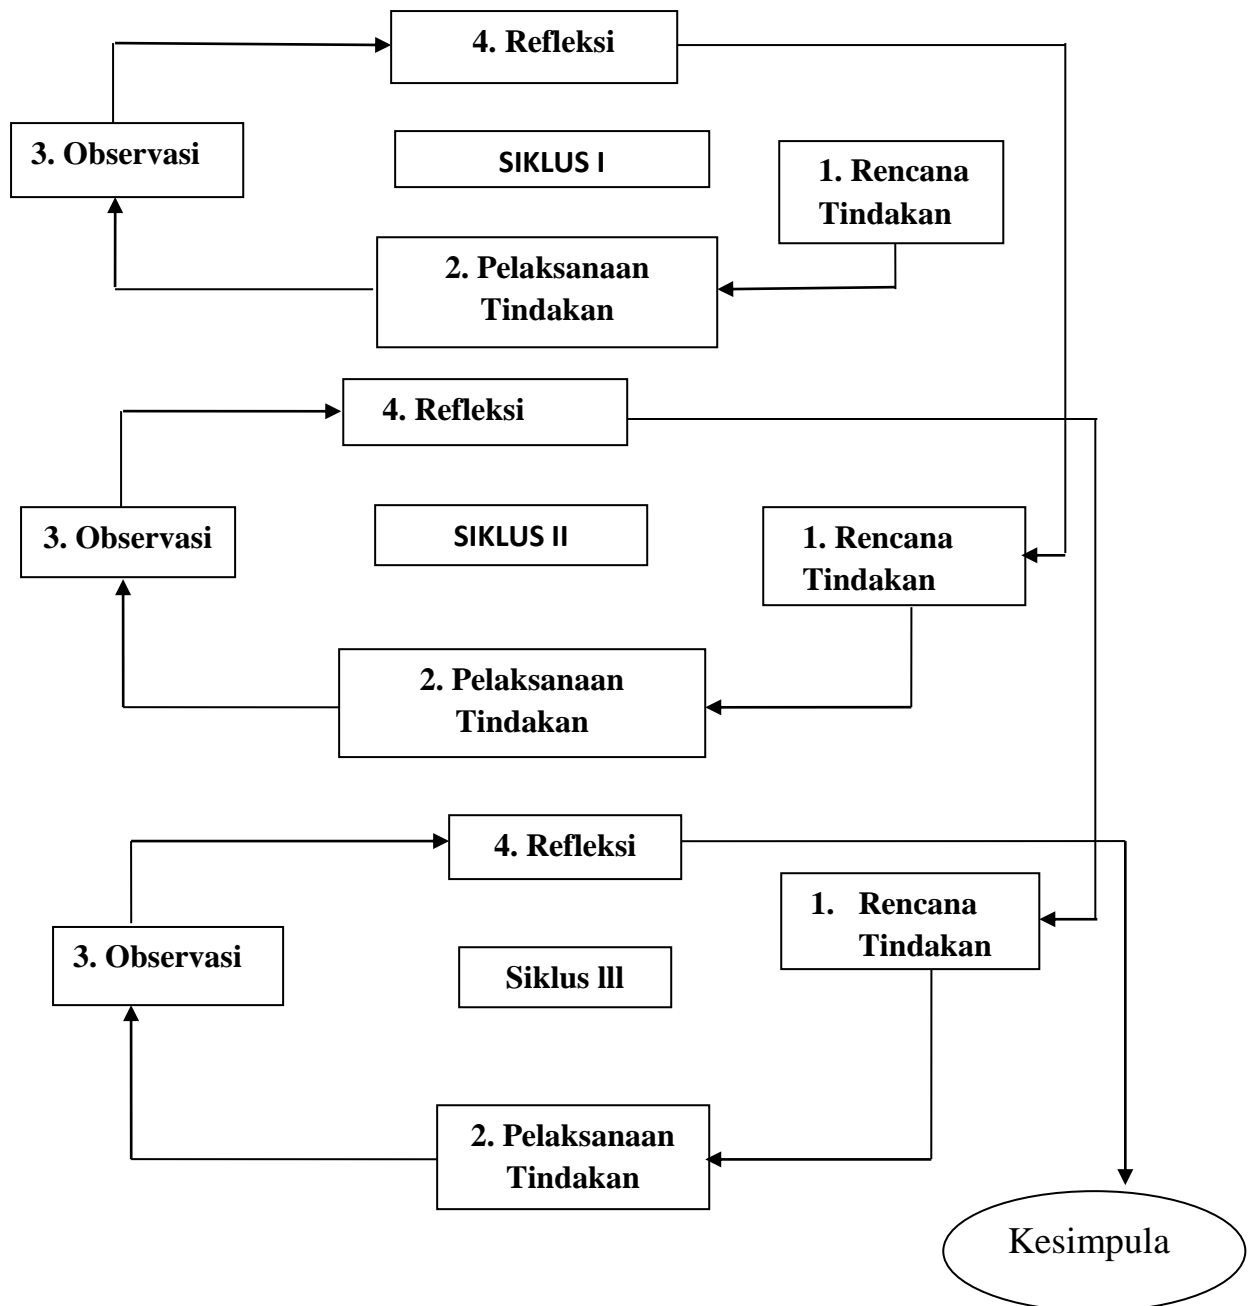 4. Refleksi
3. Observasi
SIKLUS I
1. Rencana
Tindakan
2. Pelaksanaan
Tindakan
4. Refleksi
3. Observasi
SIKLUS II
1. Rencana
Tindakan
2. Pelaksanaan
Tindakan
4. Refleksi
1. Rencana
Tindakan
3. Observasi
Siklus lll
2. Pelaksanaan
Tindakan
Kesimpula